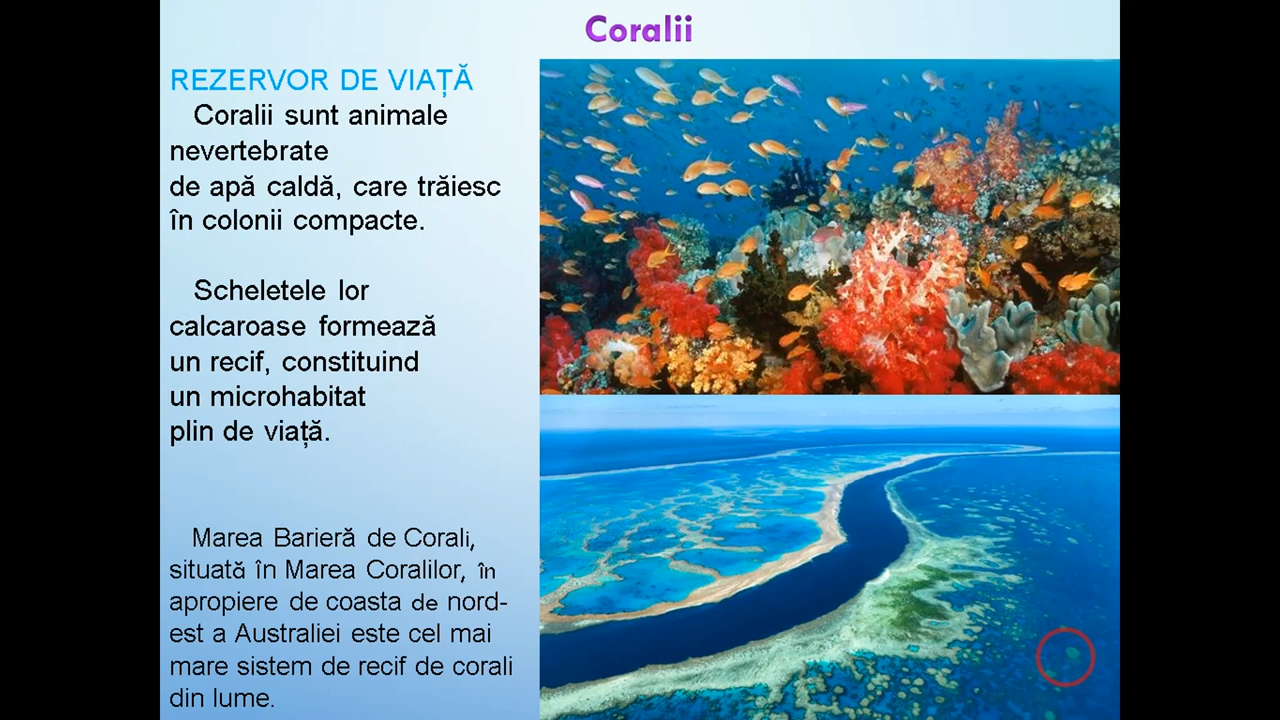 Coralii
REZERVOR DE VIAȚĂ
Coralii sunt animale
nevertebrate
de apă caldă, care trăiesc
în colonii compacte.
Scheletele lor
calcaroase formează
un recif, constituind
un microhabitat
plin de viață.
Marea Barieră de Corali,
situată în Marea Coralilor, în
apropiere de coasta de nord-
est a Australiei este cel mai
mare sistem de recif de corali
din lume.